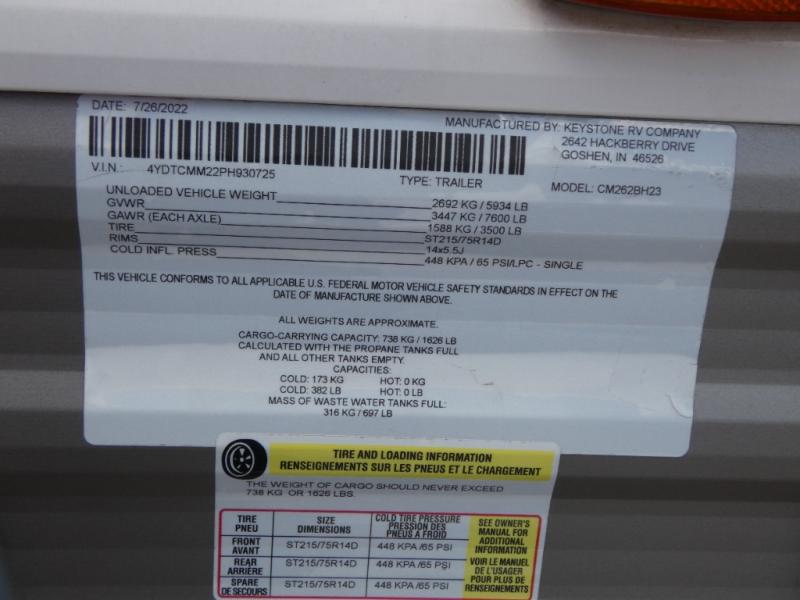 DATE: 7/26/2022
MANUFACTURED BY: KEYSTONE RV COMPANY
2642 HACKBERRY DRIVE
GOSHEN, IN 46526
V.I.N.: 4YDTCMM22PH930725
TYPE: TRAILER
MODEL: CM262BH23
UNLOADED VEHICLE WEIGHT 2692 KG / 5934 LB
GVWR 3447 KG / 7600 LB
GAWR (EACH AXLE) 1588 KG / 3500 LB
TIRE ST215/75R14D
RIMS 14x5.5J
COLD INFL. PRESS 448 KPA / 65 PSI/LPC - SINGLE
THIS VEHICLE CONFORMS TO ALL APPLICABLE U.S. FEDERAL MOTOR VEHICLE SAFETY STANDARDS IN EFFECT ON THE
DATE OF MANUFACTURE SHOWN ABOVE.
ALL WEIGHTS ARE APPROXIMATE.
CARGO-CARRYING CAPACITY: 738 KG / 1626 LB
CALCULATED WITH THE PROPANE TANKS FULL
AND ALL OTHER TANKS EMPTY.
CAPACITIES:
COLD: 173 KG HOT: 0 KG
COLD: 382 LB HOT: 0 LB
MASS OF WASTE WATER TANKS FULL:
316 KG / 697 LB
TIRE AND LOADING INFORMATION
RENSEIGNEMENTS SUR LES PNEUS ET LE CHARGEMENT
THE WEIGHT OF CARGO SHOULD NEVER EXCEED
738 KG OR 1626 LBS.
TIRE
PNEU
SIZE
DIMENSIONS
COLD TIRE PRESSURE
PRESSION DES
PNEUS A FROID
SEE OWNER'S
MANUAL FOR
ADDITIONAL
INFORMATION
VOIR LE MANUEL
DE L'USAGER
POUR PLUS DE
RENSEIGNEMENTS
FRONT
AVANT
ST215/75R14D
448 KPA /65 PSI
REAR
ARRIÈRE
ST215/75R14D
448 KPA /65 PSI
SPARE
DE SECOURS
ST215/75R14D
448 KPA /65 PSI